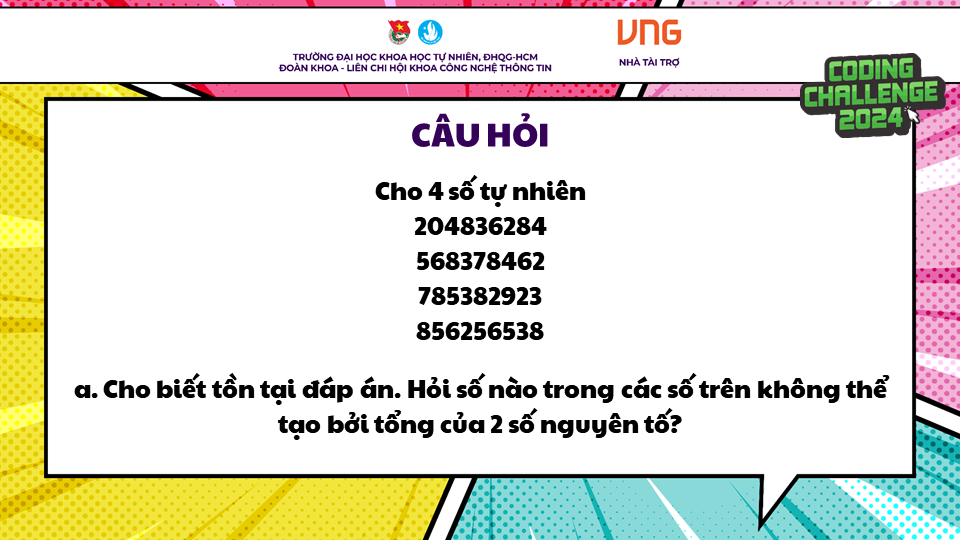 TRƯỜNG ĐẠI HỌC KHOA HỌC TỰ NHIÊN, ĐHQG-HCM
ĐOÀN KHOA - LIÊN CHI HỘI KHOA CÔNG NGHỆ THÔNG TIN
VNG
NHÀ TÀI TRỢ
CODING
CHALLENGE
2024
CÂU HỎI
Cho 4 số tự nhiên
204836284
568378462
785382923
856256538
a. Cho biết tồn tại đáp án. Hỏi số nào trong các số trên không thể
tạo bởi tổng của 2 số nguyên tố?